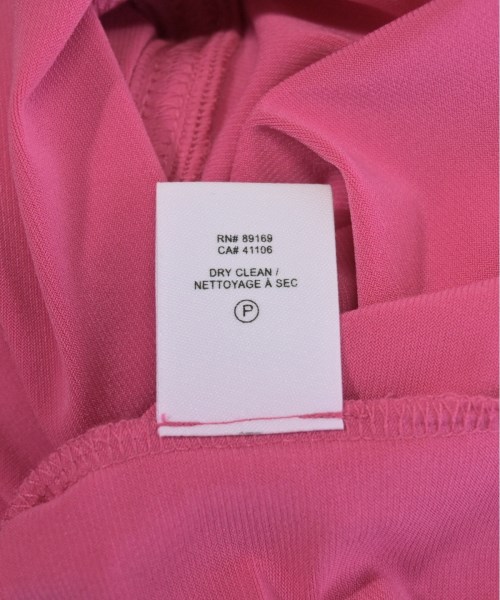 RN# 89169
CA# 41106
DRY CLEAN /
NETTOYAGE À SEC
P